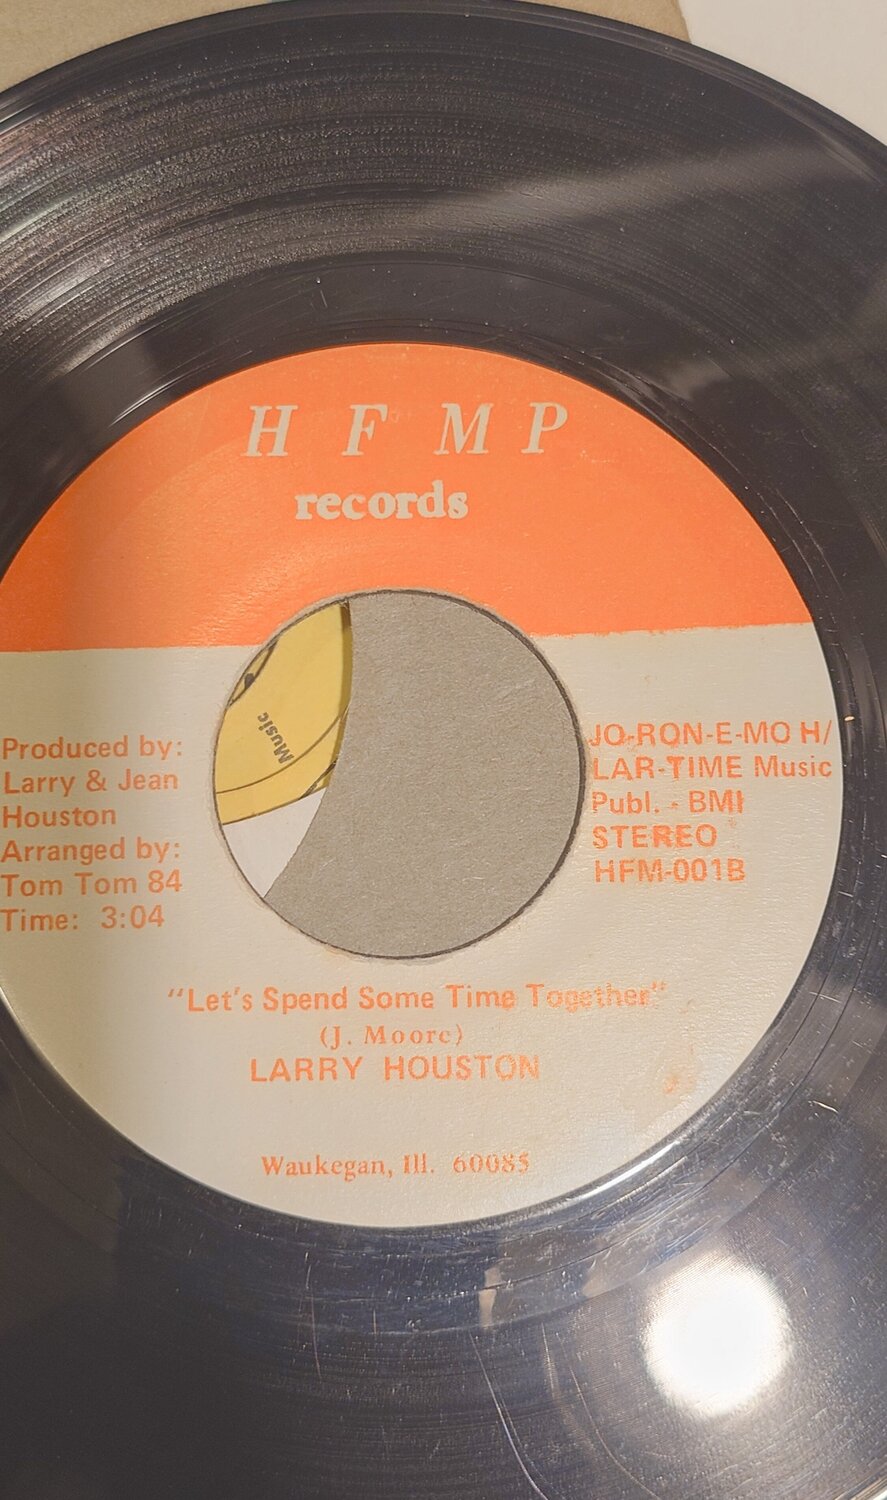 H F M P
records
Produced by:
Larry & Jean
Houston
Arranged by:
Tom Tom 84
Time: 3:04
Music
JO-RON-E-MO H/
LAR-TIME Music
Publ. - BMI
STEREO
HFM-001B
"Let's Spend Some Time Together"
(J. Moore)
LARRY HOUSTON
Waukegan, Ill. 60085